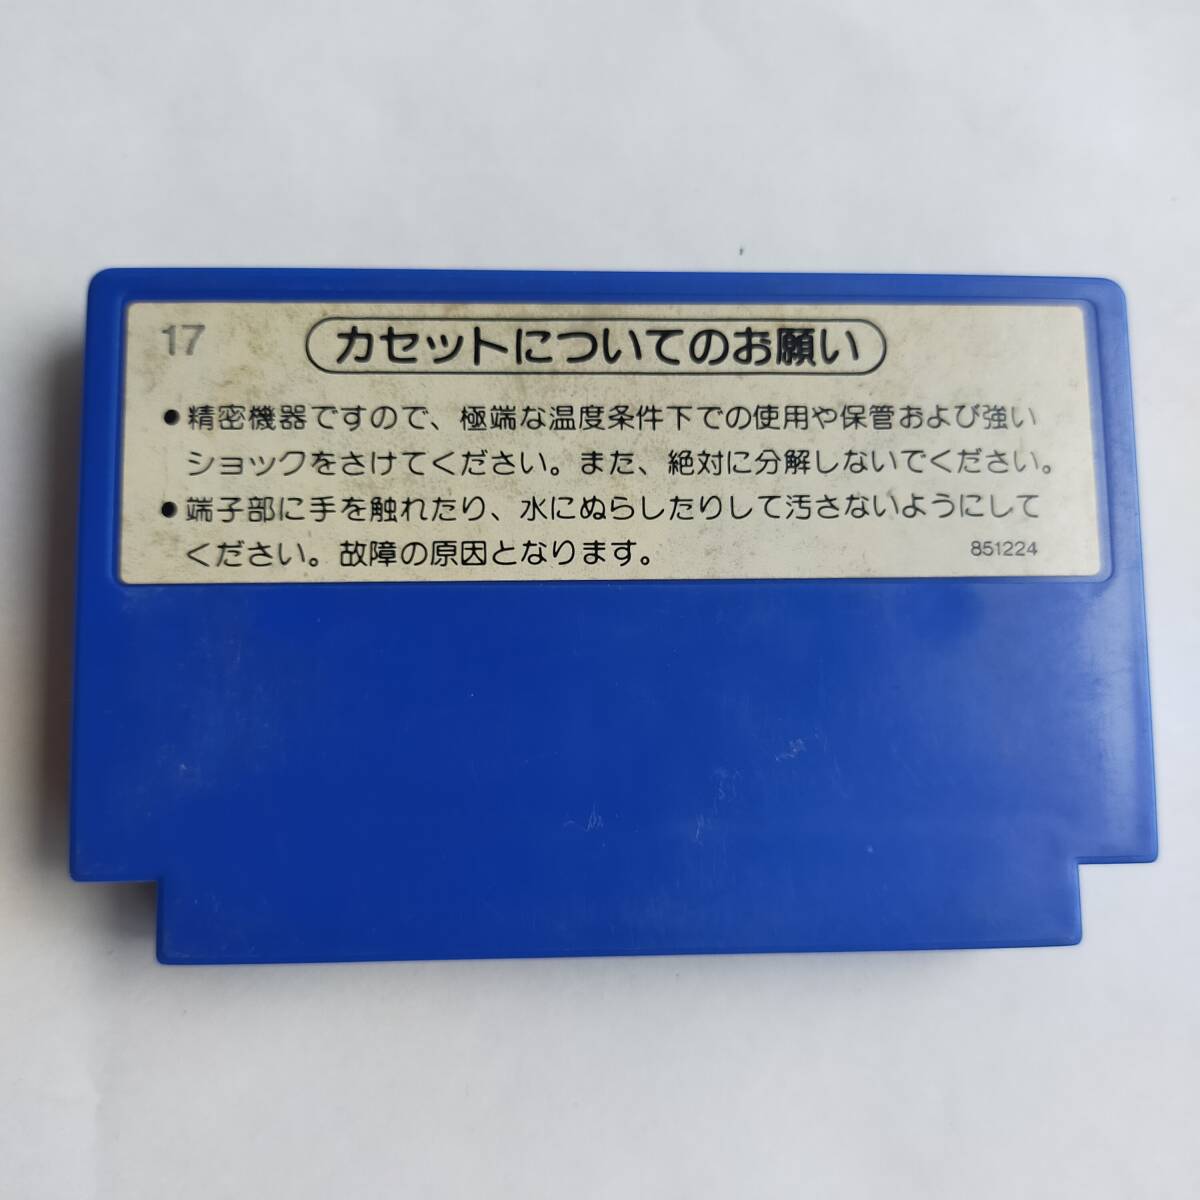 17
カセットについてのお願い
●精密機器ですので、極端な温度条件下での使用や保管および強い
ショックをさけてください。また、絶対に分解しないでください。
●端子部に手を触れたり、水にぬらしたりして汚さないようにして
ください。故障の原因となります。
851224